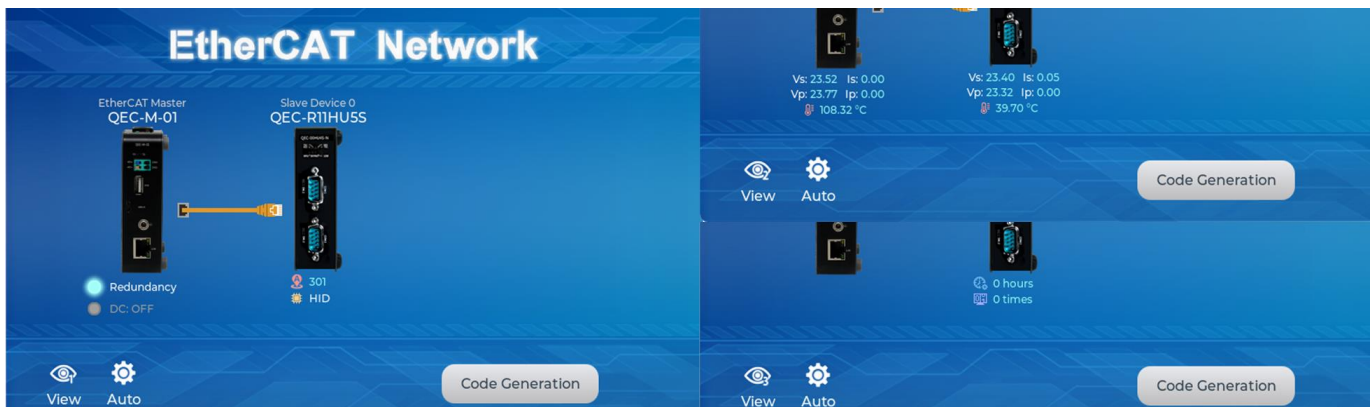 EtherCAT Network
EtherCAT Master
QEC-M-01
Slave Device 0
QEC-R11HU5S
Redundancy
DC: OFF
301
HID
View
Auto
Code Generation
Vs: 23.52 Is: 0.00
Vp: 23.77 Ip: 0.00
108.32 °C
Vs: 23.40 Is: 0.05
Vp: 23.32 Ip: 0.00
39.70 °C
View
Auto
Code Generation
0 hours
0 times
View
Auto
Code Generation